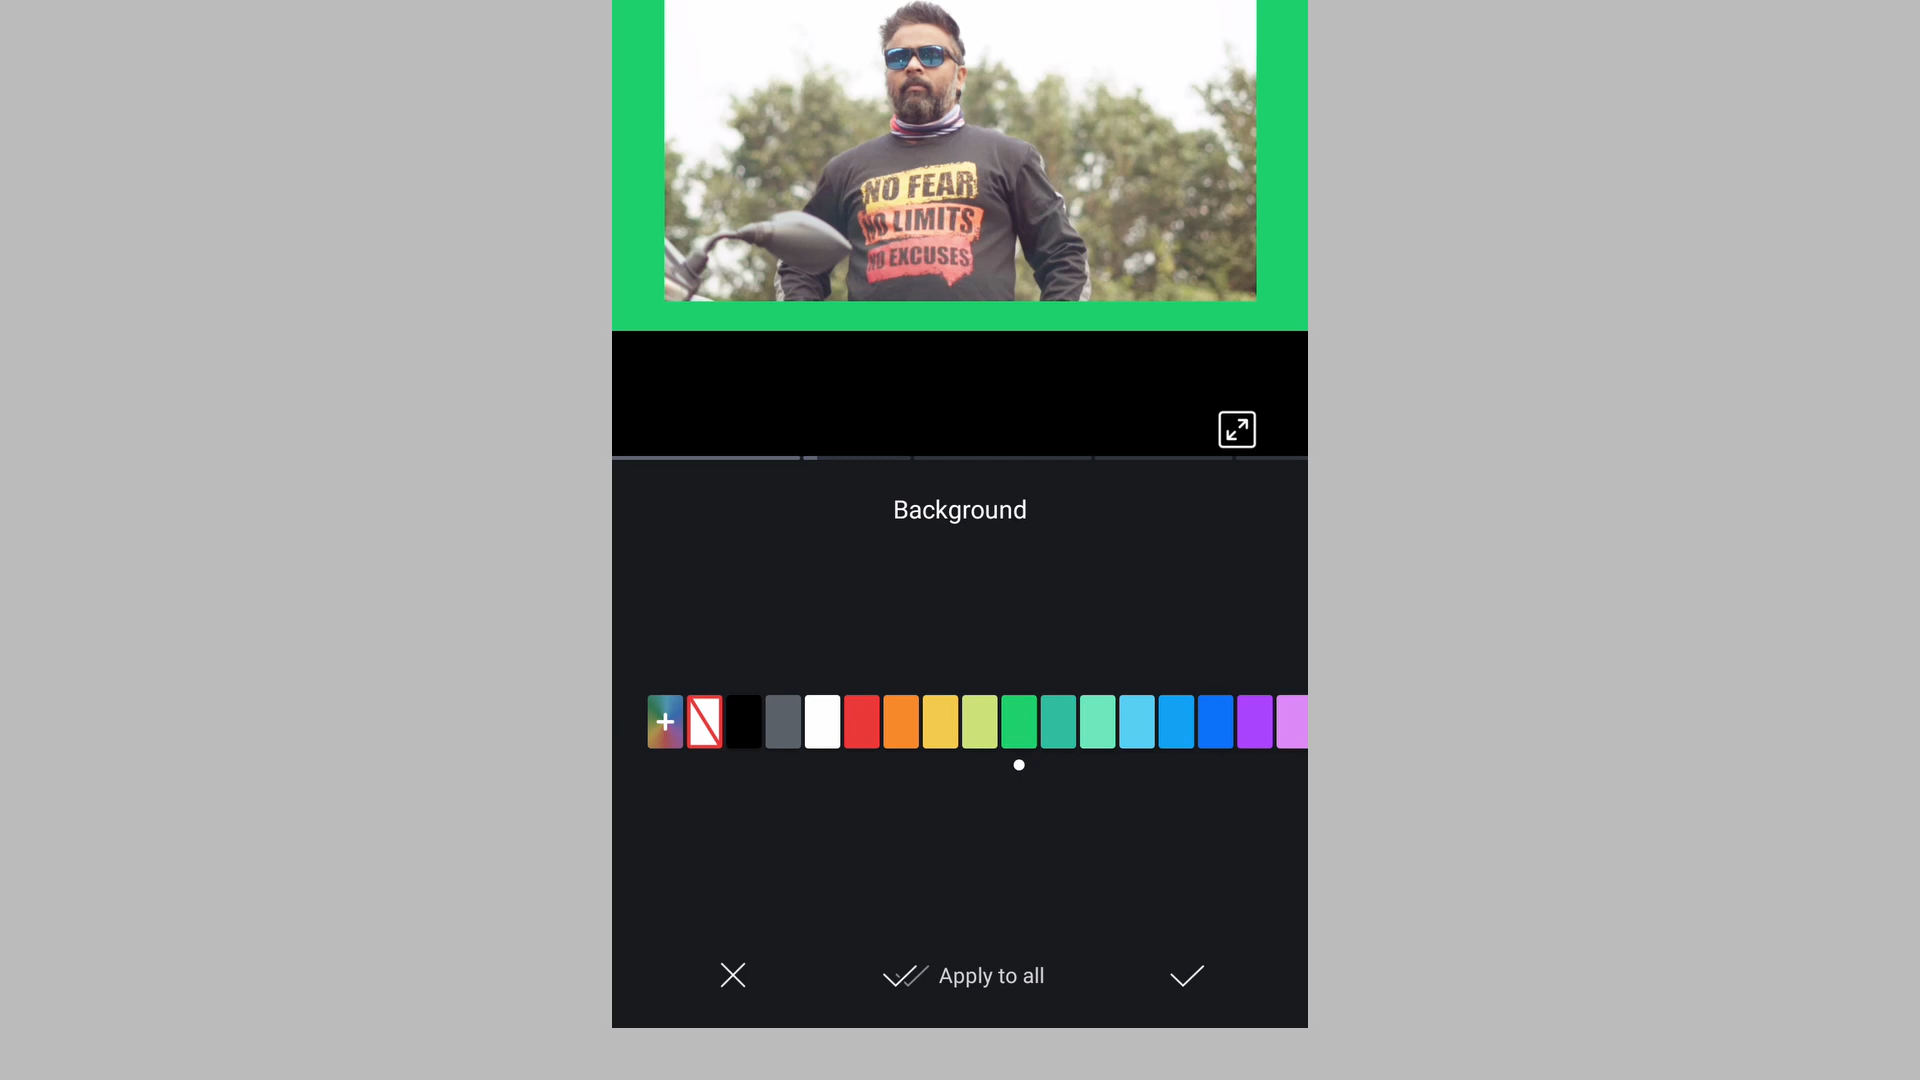 NO FEAR
NO LIMITS
NO EXCUSES
Background
Apply to all